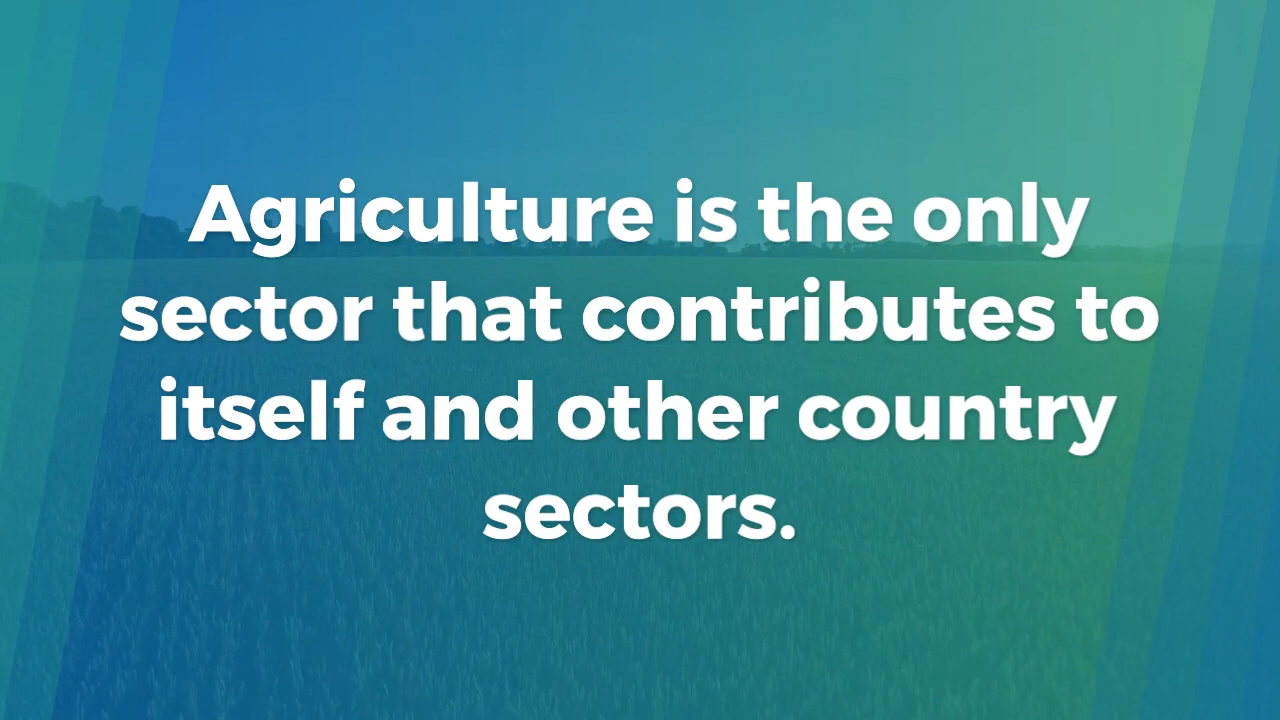 Agriculture is the only
sector that contributes to
itself and other country
sectors.